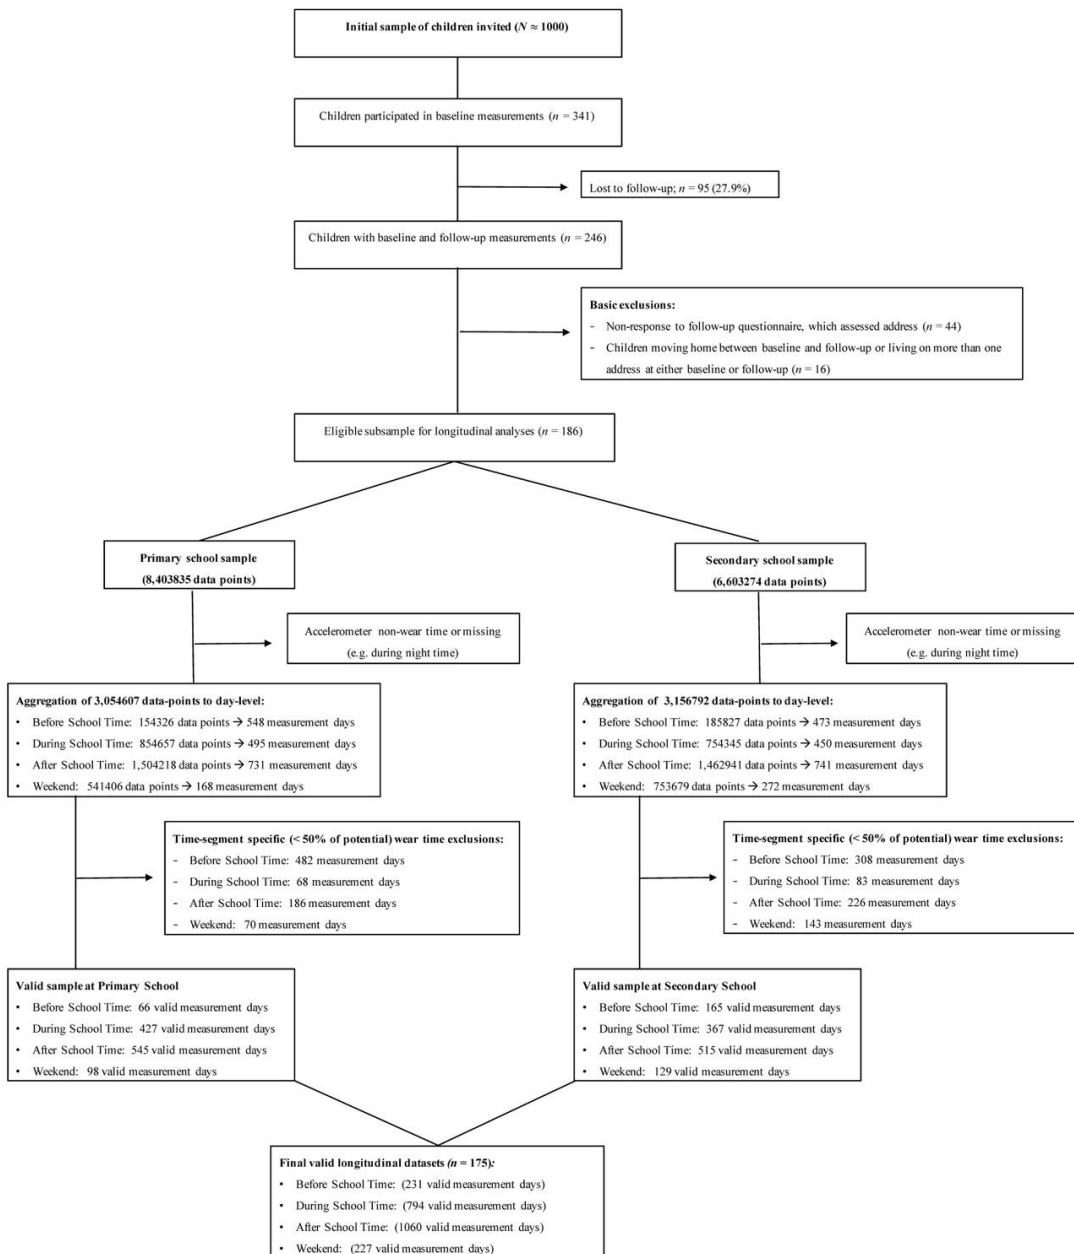 Initial sample of children invited (N ≈ 1000)
Children participated in baseline measurements (n = 341)
Lost to follow-up; n = 95 (27.9%)
Children with baseline and follow-up measurements (n = 246)
Basic exclusions:
- Non-response to follow-up questionnaire, which assessed address (n = 44)
- Children moving home between baseline and follow-up or living on more than one
address at either baseline or follow-up (n = 16)
Eligible subsample for longitudinal analyses (n = 186)
Primary school sample
(8,403835 data points)
Secondary school sample
(6,603274 data points)
Accelerometer non-wear time or missing
(e.g. during night time)
Accelerometer non-wear time or missing
(e.g. during night time)
Aggregation of 3,054607 data-points to day-level:
• Before School Time: 154326 data points → 548 measurement days
• During School Time: 854657 data points → 495 measurement days
• After School Time: 1,504218 data points → 731 measurement days
• Weekend: 541406 data points → 168 measurement days
Aggregation of 3,156792 data-points to day-level:
• Before School Time: 185827 data points → 473 measurement days
• During School Time: 754345 data points → 450 measurement days
• After School Time: 1,462941 data points → 741 measurement days
• Weekend: 753679 data points → 272 measurement days
Time-segment specific (< 50% of potential) wear time exclusions:
- Before School Time: 482 measurement days
- During School Time: 68 measurement days
- After School Time: 186 measurement days
- Weekend: 70 measurement days
Time-segment specific (< 50% of potential) wear time exclusions:
- Before School Time: 308 measurement days
- During School Time: 83 measurement days
- After School Time: 226 measurement days
- Weekend: 143 measurement days
Valid sample at Primary School
• Before School Time: 66 valid measurement days
• During School Time: 427 valid measurement days
• After School Time: 545 valid measurement days
• Weekend: 98 valid measurement days
Valid sample at Secondary School
• Before School Time: 165 valid measurement days
• During School Time: 367 valid measurement days
• After School Time: 515 valid measurement days
• Weekend: 129 valid measurement days
Final valid longitudinal datasets (n = 175):
• Before School Time: (231 valid measurement days)
• During School Time: (794 valid measurement days)
• After School Time: (1060 valid measurement days)
• Weekend: (227 valid measurement days)